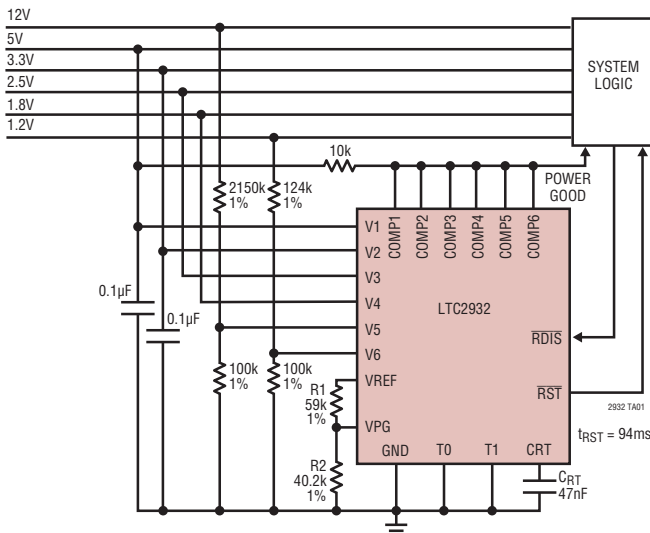 12V
5V
3.3V
2.5V
1.8V
1.2V
SYSTEM
LOGIC
10k
POWER
GOOD
2150k
1%
124k
1%
COMP1
COMP2
COMP3
COMP4
COMP5
COMP6
V1
V2
V3
V4
V5
V6
VREF
VPG
LTC2932
RDIS
RST
0.1µF
0.1µF
100k
1%
100k
1%
R1
59k
1%
R2
40.2k
1%
GND
T0
T1
CRT
2932 TA01
tRST = 94ms
CRT
47nF